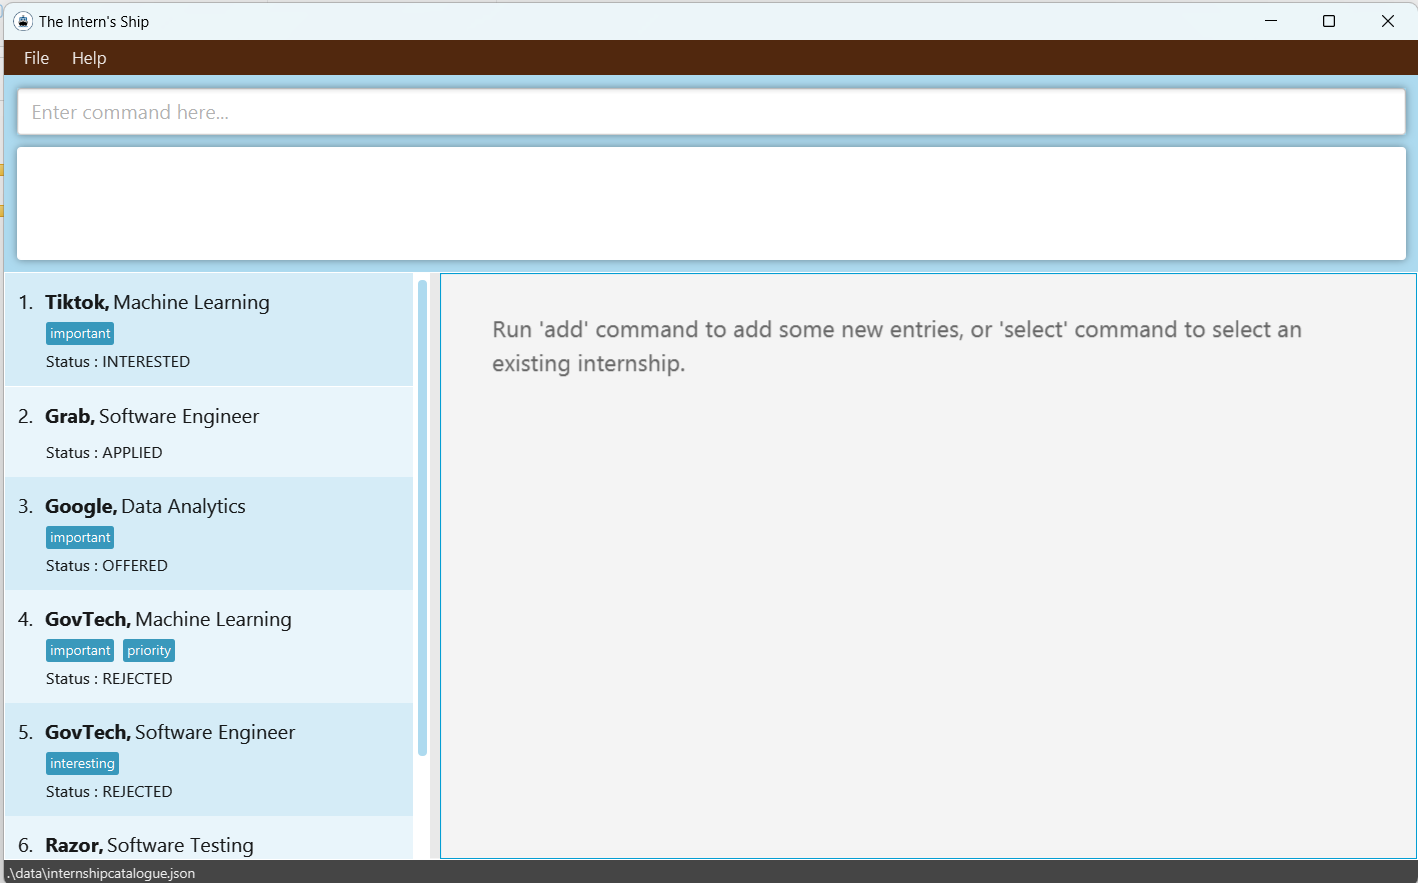 The Intern's Ship
File Help
Enter command here...
1. Tiktok, Machine Learning
important
Status : INTERESTED
2. Grab, Software Engineer
Status : APPLIED
3. Google, Data Analytics
important
Status : OFFERED
4. GovTech, Machine Learning
important priority
Status : REJECTED
5. GovTech, Software Engineer
interesting
Status : REJECTED
6. Razor, Software Testing
Run 'add' command to add some new entries, or 'select' command to select an
existing internship.
.\data\internshipcatalogue.json